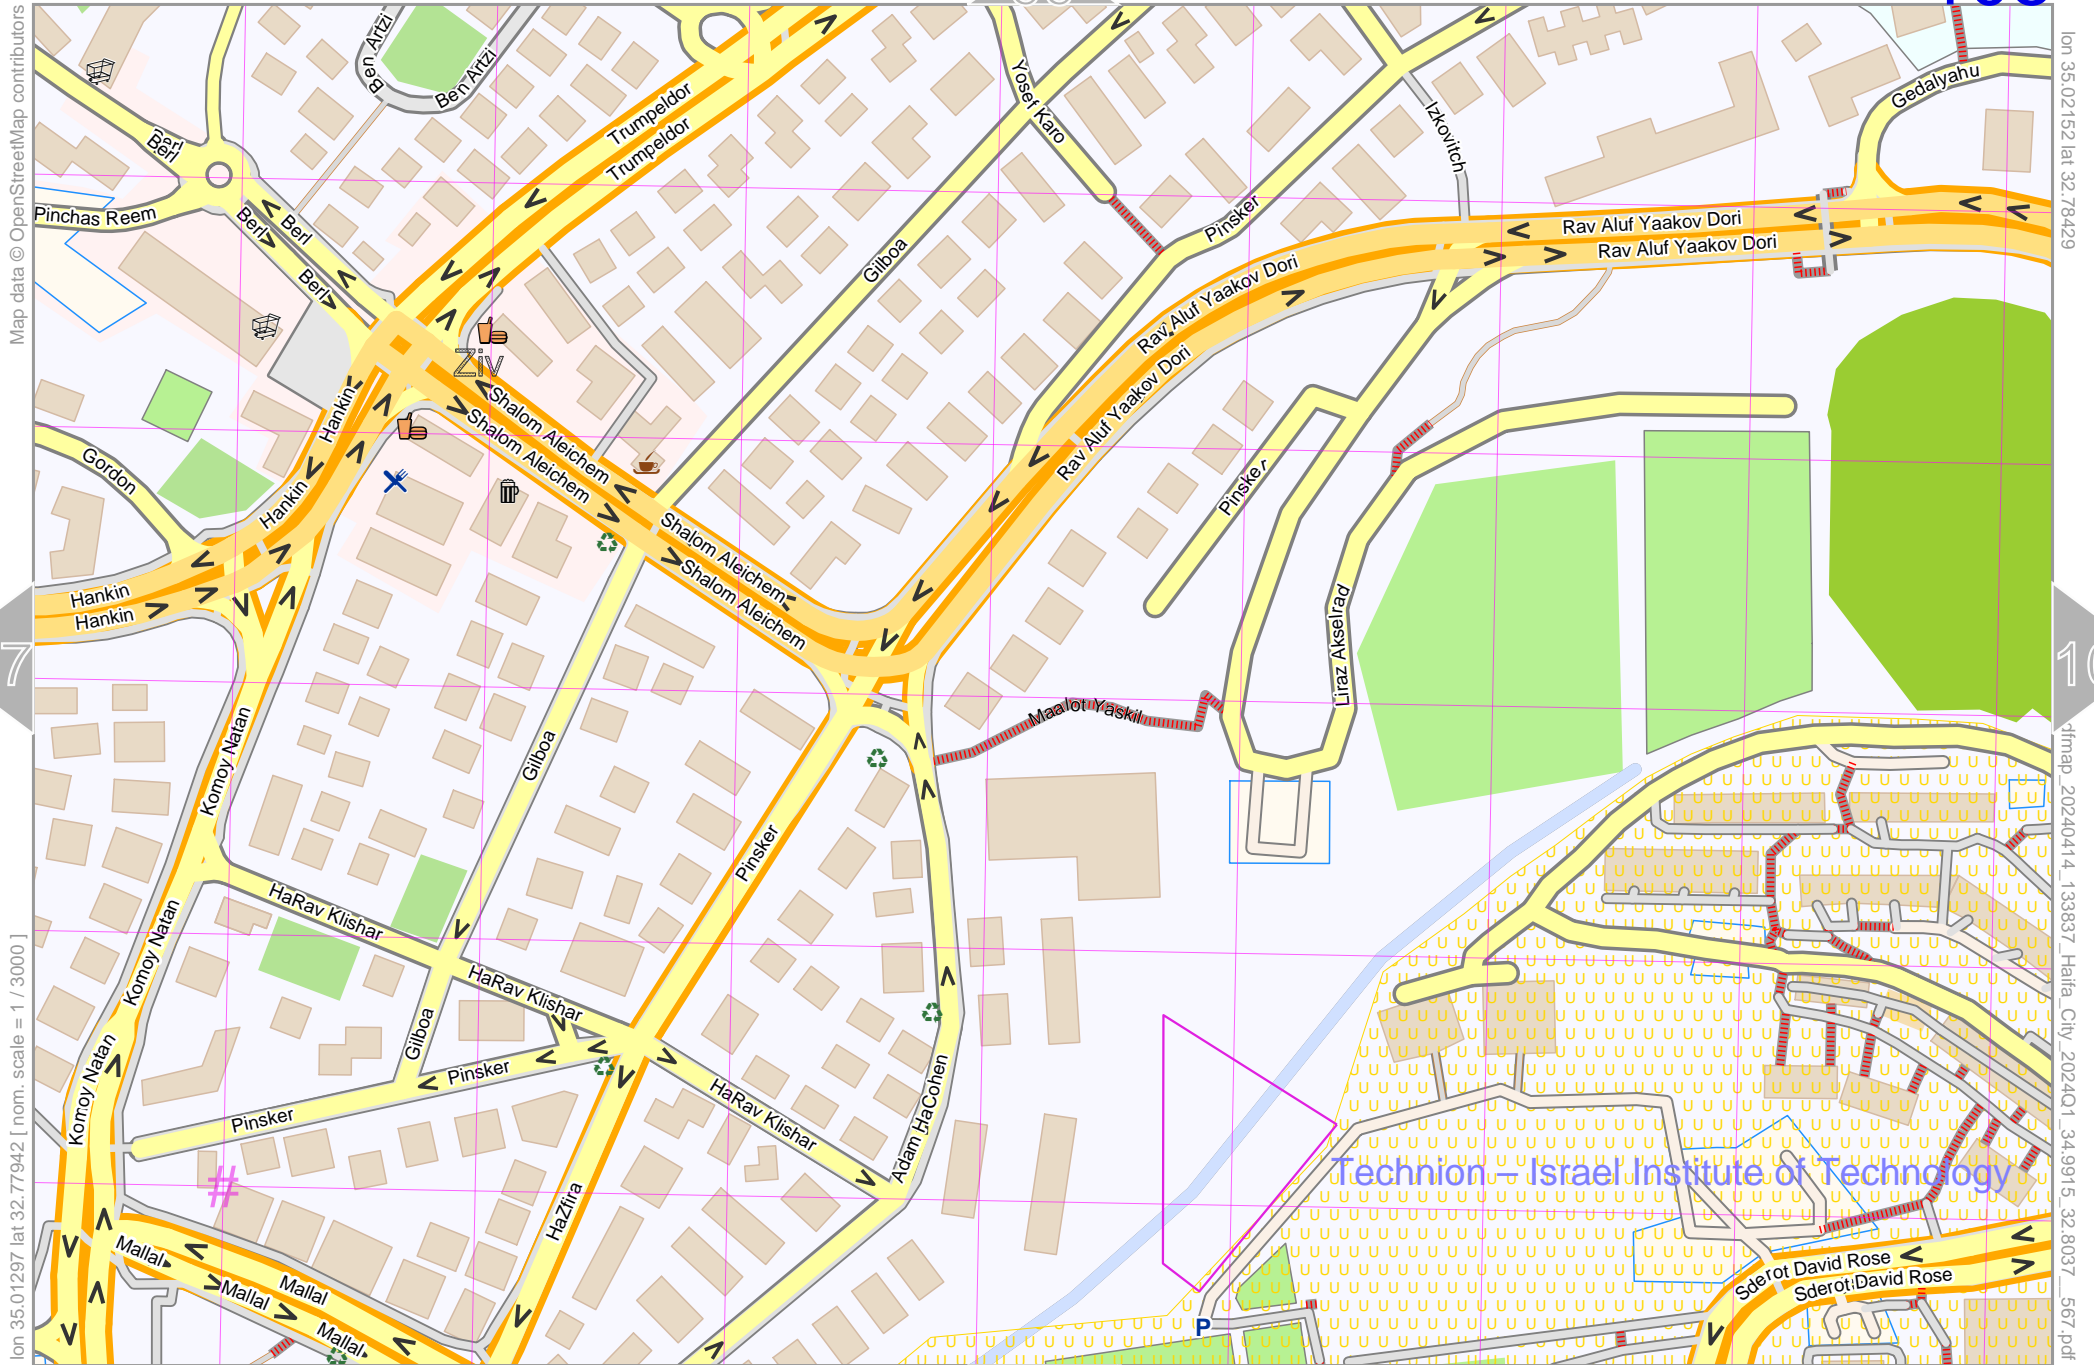 Map data © OpenStreetMap contributors
lon 35.01297 lat 32.77942 [ nom. scale = 1 / 3000 ]
lon 35.02152 lat 32.78429
dfmap_20240414_133837_Haifa_City_2024Q1_34.9915_32.8037__567.pdf
Ben Artzi
Ben Artzi
Trumpeldor
Trumpeldor
Yosef Karo
Izkovitch
Gedalyahu
Berl
Berl
Pinchas Reem
Berl
Berl
Berl
Gilboa
Pinsker
Rav Aluf Yaakov Dori
Rav Aluf Yaakov Dori
Rav Aluf Yaakov Dori
Rav Aluf Yaakov Dori
Ziv
Hankin
Shalom Aleichem
Shalom Aleichem
Gordon
Hankin
Pinsker
Shalom Aleichem
Shalom Aleichem
Hankin
Hankin
7
Liraz Akselrad
Maalot Yaskil
Komoy Natan
Gilboa
Pinsker
HaRav Klishar
Komoy Natan
HaRav Klishar
Gilboa
Pinsker
Komoy Natan
Pinsker
HaRav Klishar
Adam HaCohen
#
Technion – Israel Institute of Technology
HaZfira
Mallal
Mallal
Mallal
Mallal
P
Sderot David Rose
Sderot David Rose